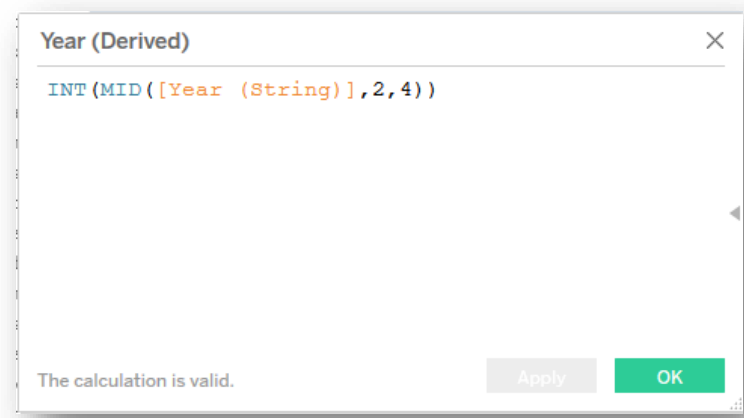 Year (Derived)
INT(MID([Year (String)],2,4))
The calculation is valid.
Apply
OK